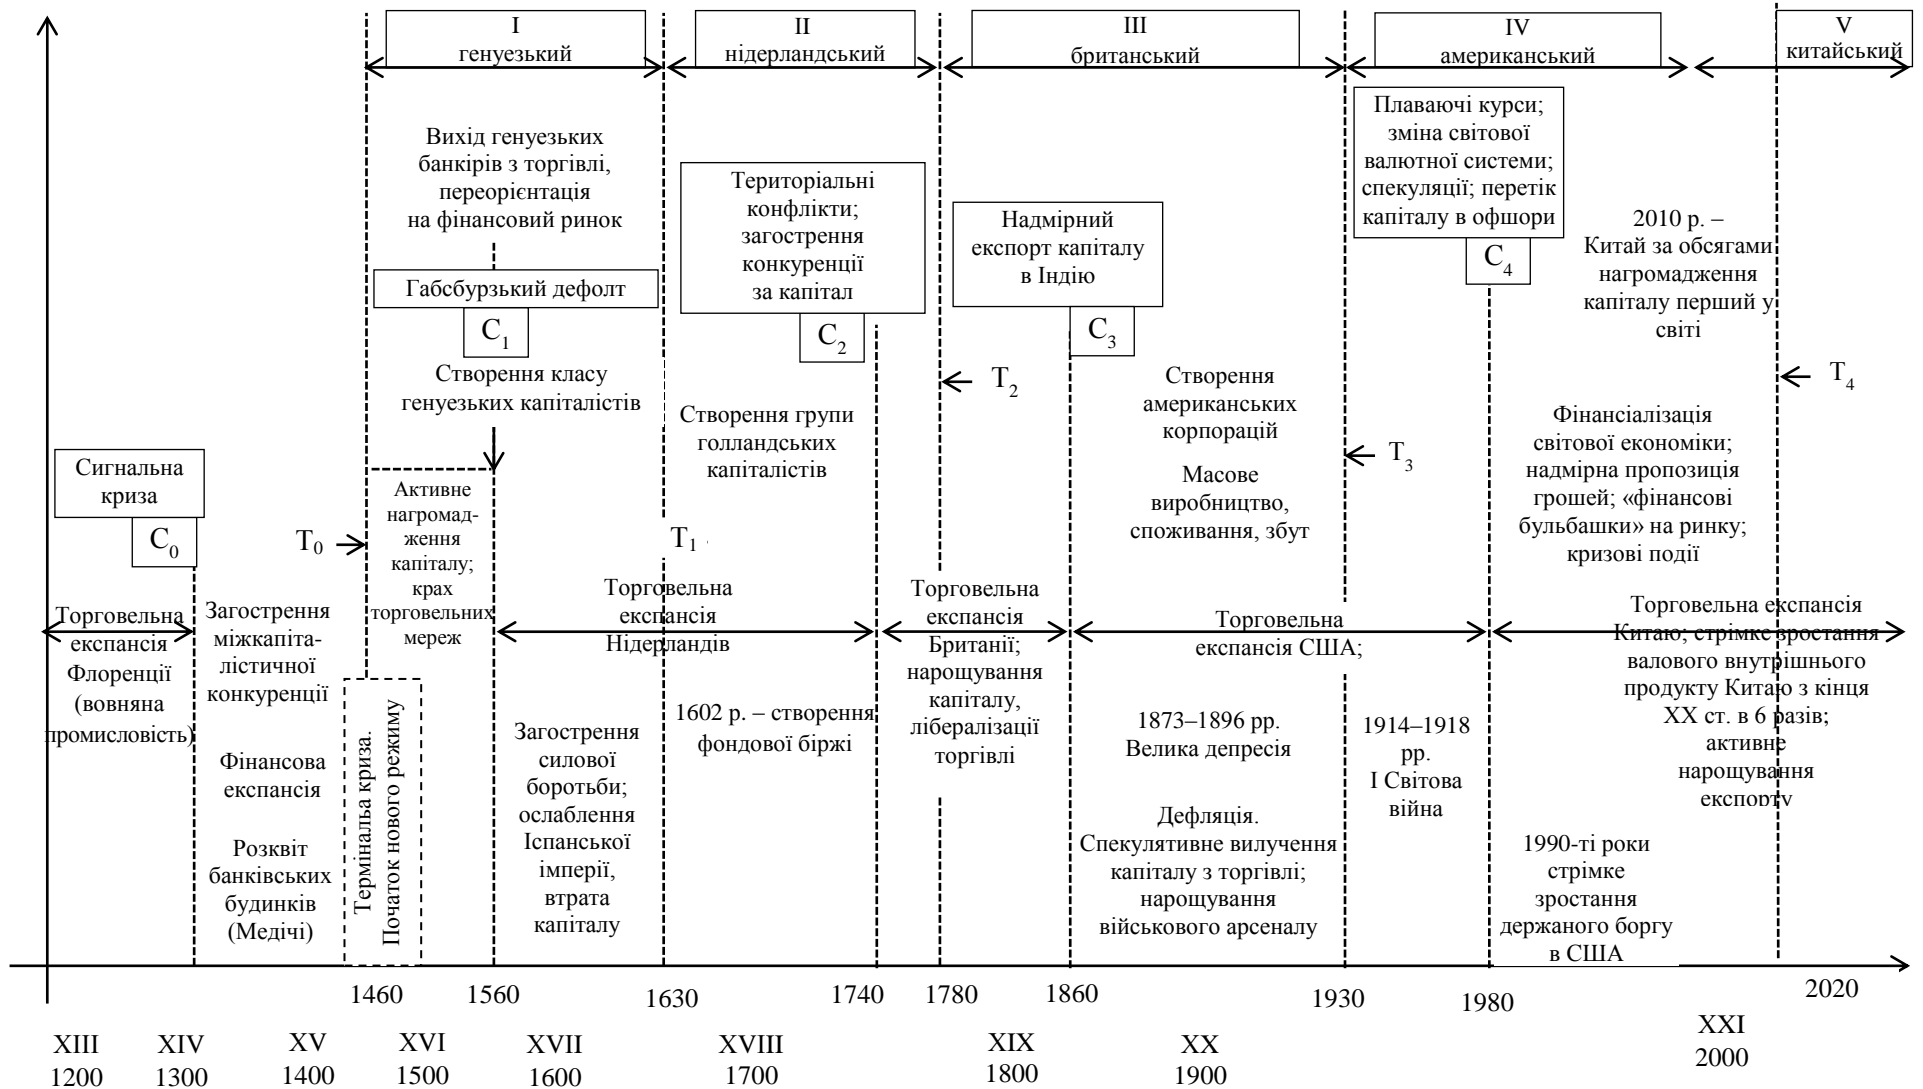 I
генуезький
II
нідерландський
III
британський
IV
американський
V
китайський
Вихід генуезьких
банкірів з торгівлі,
переорієнтація
на фінансовий ринок
Габсбурзький дефолт
C1
Створення класу
генуезьких капіталістів
Територіальні
конфлікти;
загострення
конкуренції
за капітал
C2
Надмірний
експорт капіталу
в Індію
C3
Плаваючі курси;
зміна світової
валютної системи;
спекуляції; перетік
капіталу в офшори
C4
2010 р. –
Китай за обсягами
нагромадження
капіталу перший у
світі
T2
T4
Створення групи
голландських
капіталістів
Створення
американських
корпорацій
Масове
виробництво,
споживання, збут
T3
Фінансіалізація
світової економіки;
надмірна пропозиція
грошей; «фінансові
бульбашки» на ринку;
кризові події
Сигнальна
криза
C0
T0
Активне
нагромад-
ження
капіталу;
крах
торговельних
мереж
T1
Торговельна
експансія
Флоренції
(вовняна
промисловість)
Загострення
міжкапіта-
лістичної
конкуренції
Фінансова
експансія
Розквіт
банківських
будинків
(Медічі)
Термінальна криза.
Початок нового режиму
Торговельна
експансія
Нідерландів
Загострення
силової
боротьби;
ослаблення
Іспанської
імперії,
втрата
капіталу
1602 р. – створення
фондової біржі
Торговельна
експансія
Британії;
нарощування
капіталу,
лібералізації
торгівлі
Торговельна
експансія США;
1873–1896 рр.
Велика депресія
Дефляція.
Спекулятивне вилучення
капіталу з торгівлі;
нарощування
військового арсеналу
1914–1918
рр.
І Світова
війна
Торговельна експансія
Китаю; стрімке зростання
валового внутрішнього
продукту Китаю з кінця
XX ст. в 6 разів;
активне
нарощування
експорту
1990-ті роки
стрімке
зростання
держаного боргу
в США
1460
1560
1630
1740
1780
1860
1930
1980
2020
XIII
1200
XIV
1300
XV
1400
XVI
1500
XVII
1600
XVIII
1700
XIX
1800
XX
1900
XXI
2000